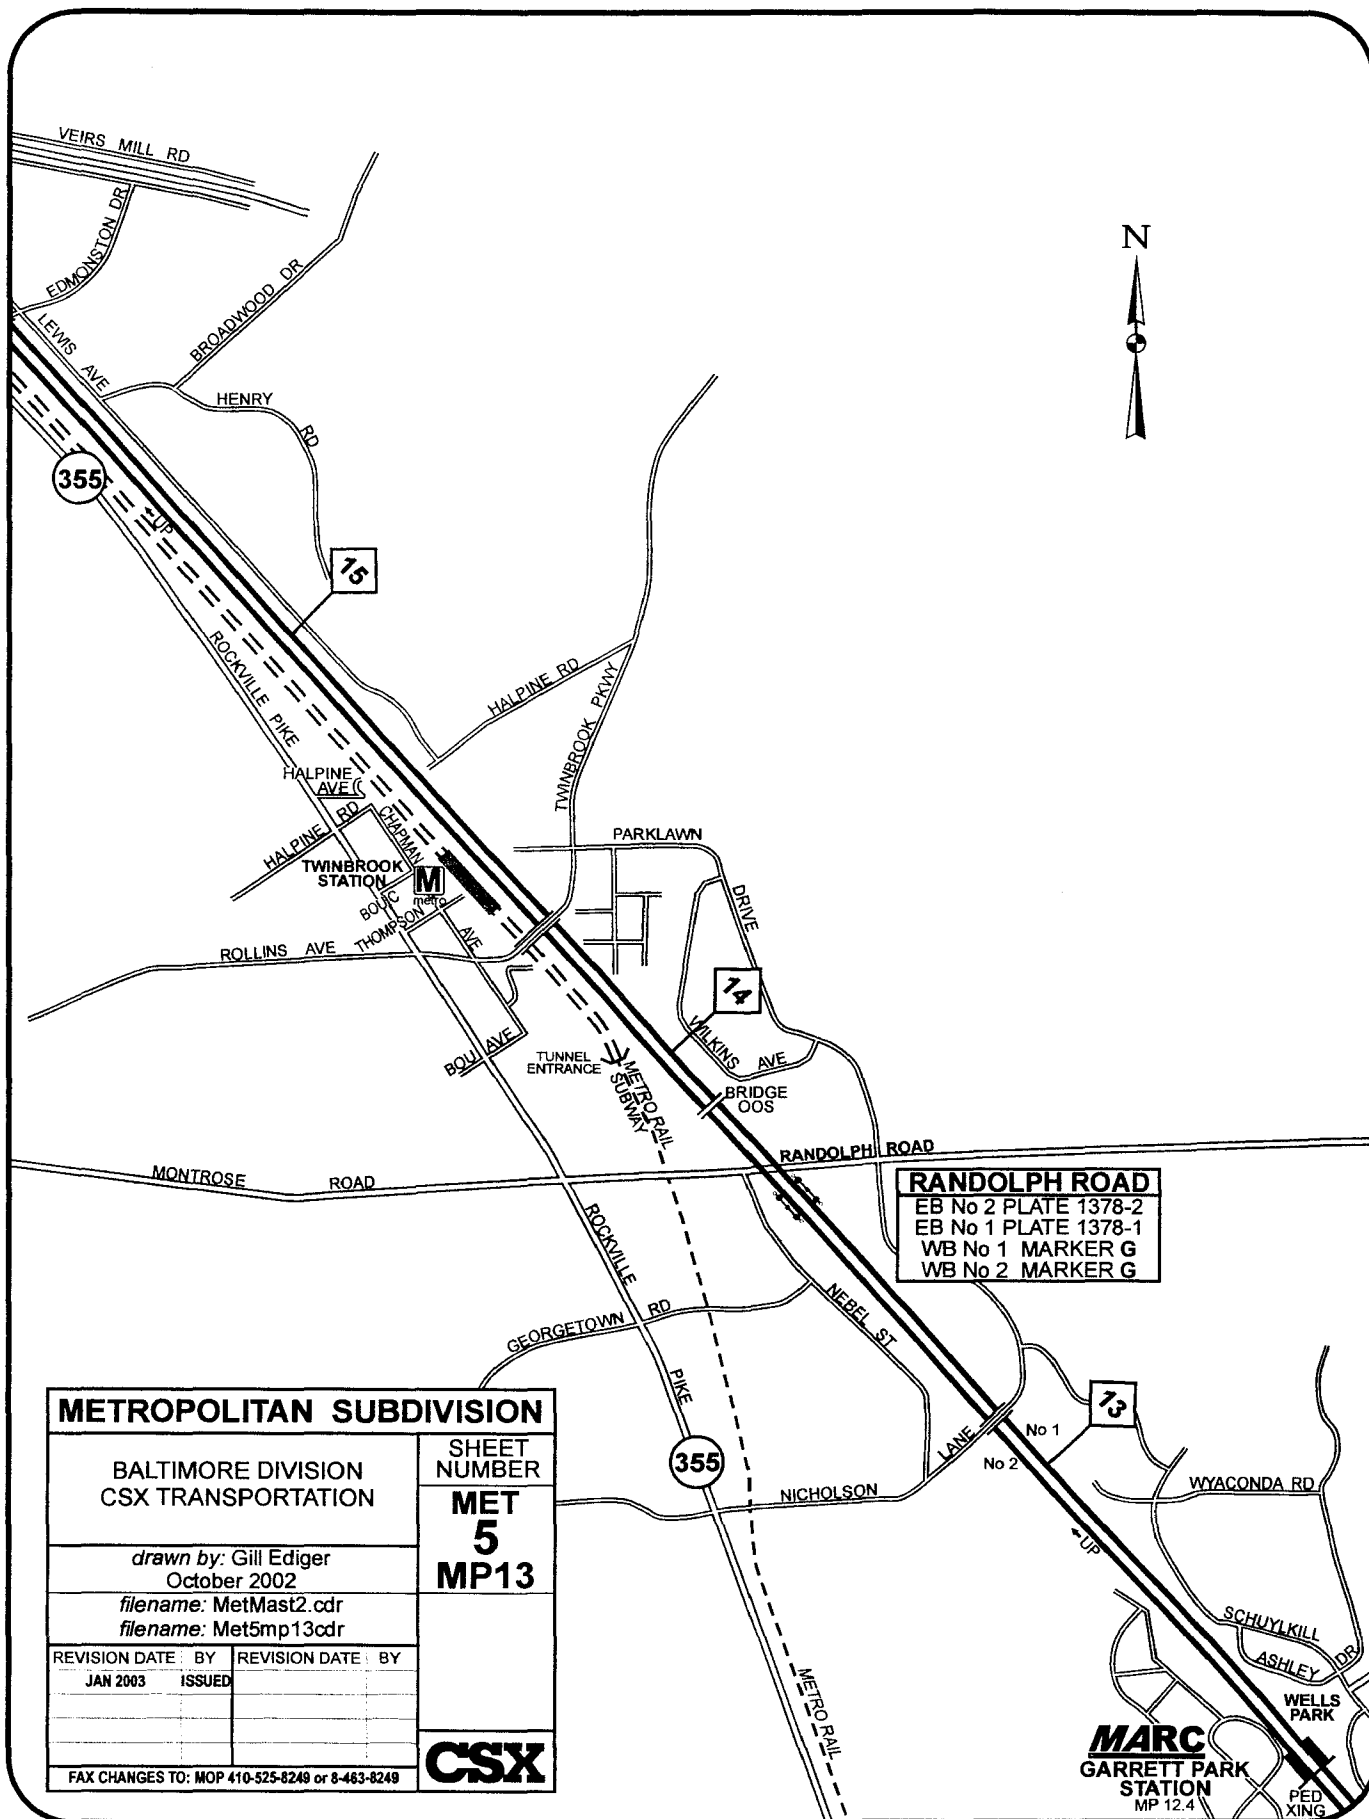 VEIRS MILL RD
EDMONSTON DR
BROADWOOD DR
N
LEWIS AVE
HENRY RD
355
UP
15
ROCKVILLE PIKE
HALPINE RD
TWINBROOK PKWY
HALPINE
AVE
HALPINE RD
CHAPMAN
AVE
TWINBROOK
STATION
M
metro
BOUIC
THOMPSON
PARKLAWN
DRIVE
ROLLINS AVE
14
WILKINS AVE
BOU AVE
TUNNEL
ENTRANCE
METRO RAIL
SUBWAY
BRIDGE
OOS
RANDOLPH ROAD
MONTROSE ROAD
RANDOLPH ROAD
EB No 2 PLATE 1378-2
EB No 1 PLATE 1378-1
WB No 1 MARKER G
WB No 2 MARKER G
ROCKVILLE
PIKE
GEORGETOWN RD
NEBEL ST
13
No 1
No 2
LANE
355
NICHOLSON
WYACONDA RD
UP
SCHUYLKILL
ASHLEY DR
WELLS
PARK
METRO RAIL
MARC
GARRETT PARK
STATION
MP 12.4
PED
XING
METROPOLITAN SUBDIVISION
BALTIMORE DIVISION
CSX TRANSPORTATION
SHEET
NUMBER
MET
5
MP13
drawn by: Gill Ediger
October 2002
filename: MetMast2.cdr
filename: Met5mp13cdr
REVISION DATE BY REVISION DATE BY
JAN 2003 ISSUED
FAX CHANGES TO: MOP 410-525-8249 or 8-463-8249
CSX